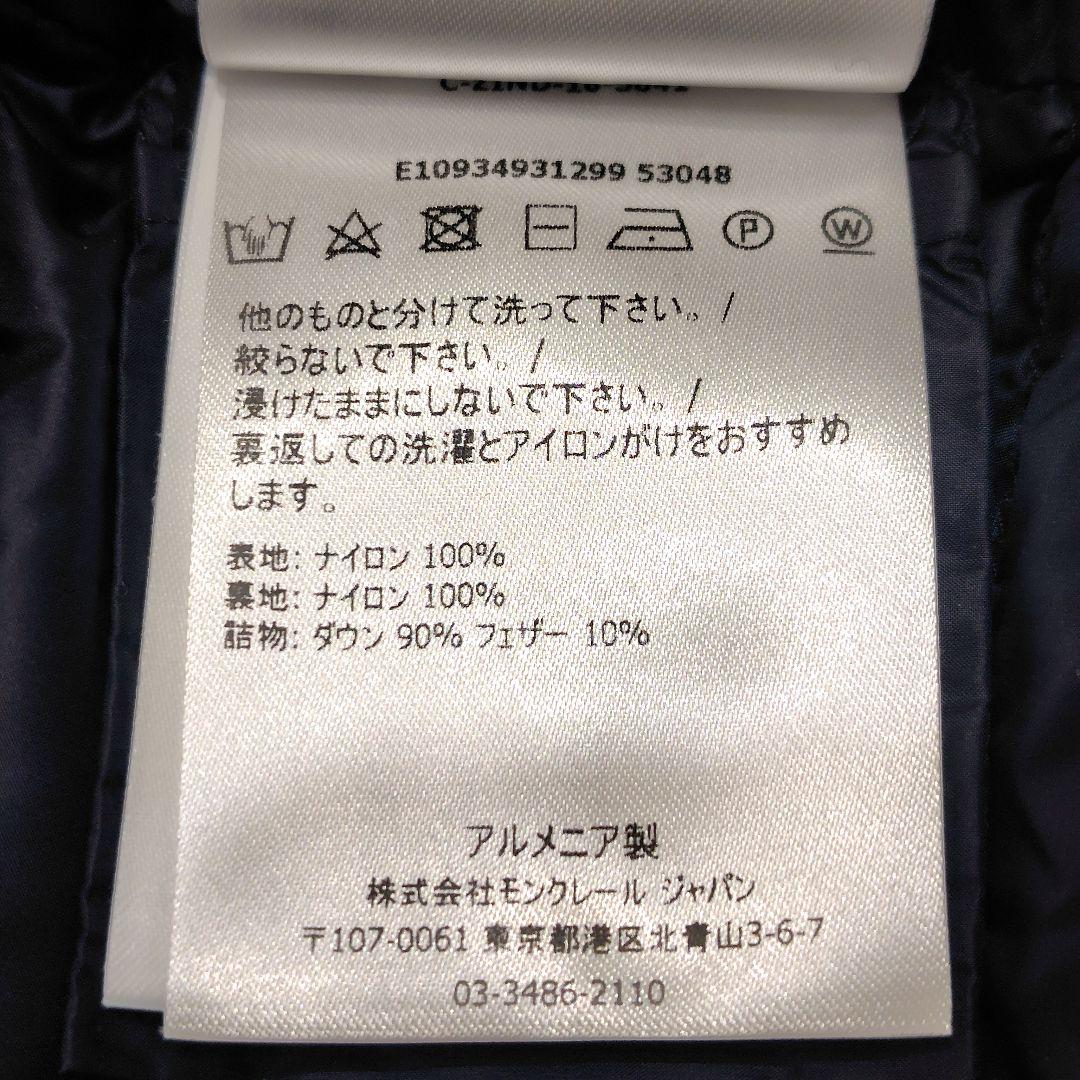 E10934931299 53048
P W
他のものと分けて洗って下さい。/
絞らないで下さい。/
浸けたままにしないで下さい。/
裏返しての洗濯とアイロンがけをおすすめ
します。
表地: ナイロン 100%
裏地: ナイロン 100%
詰物: ダウン 90% フェザー 10%
アルメニア製
株式会社モンクレール ジャパン
〒107-0061 東京都港区北青山3-6-7
03-3486-2110